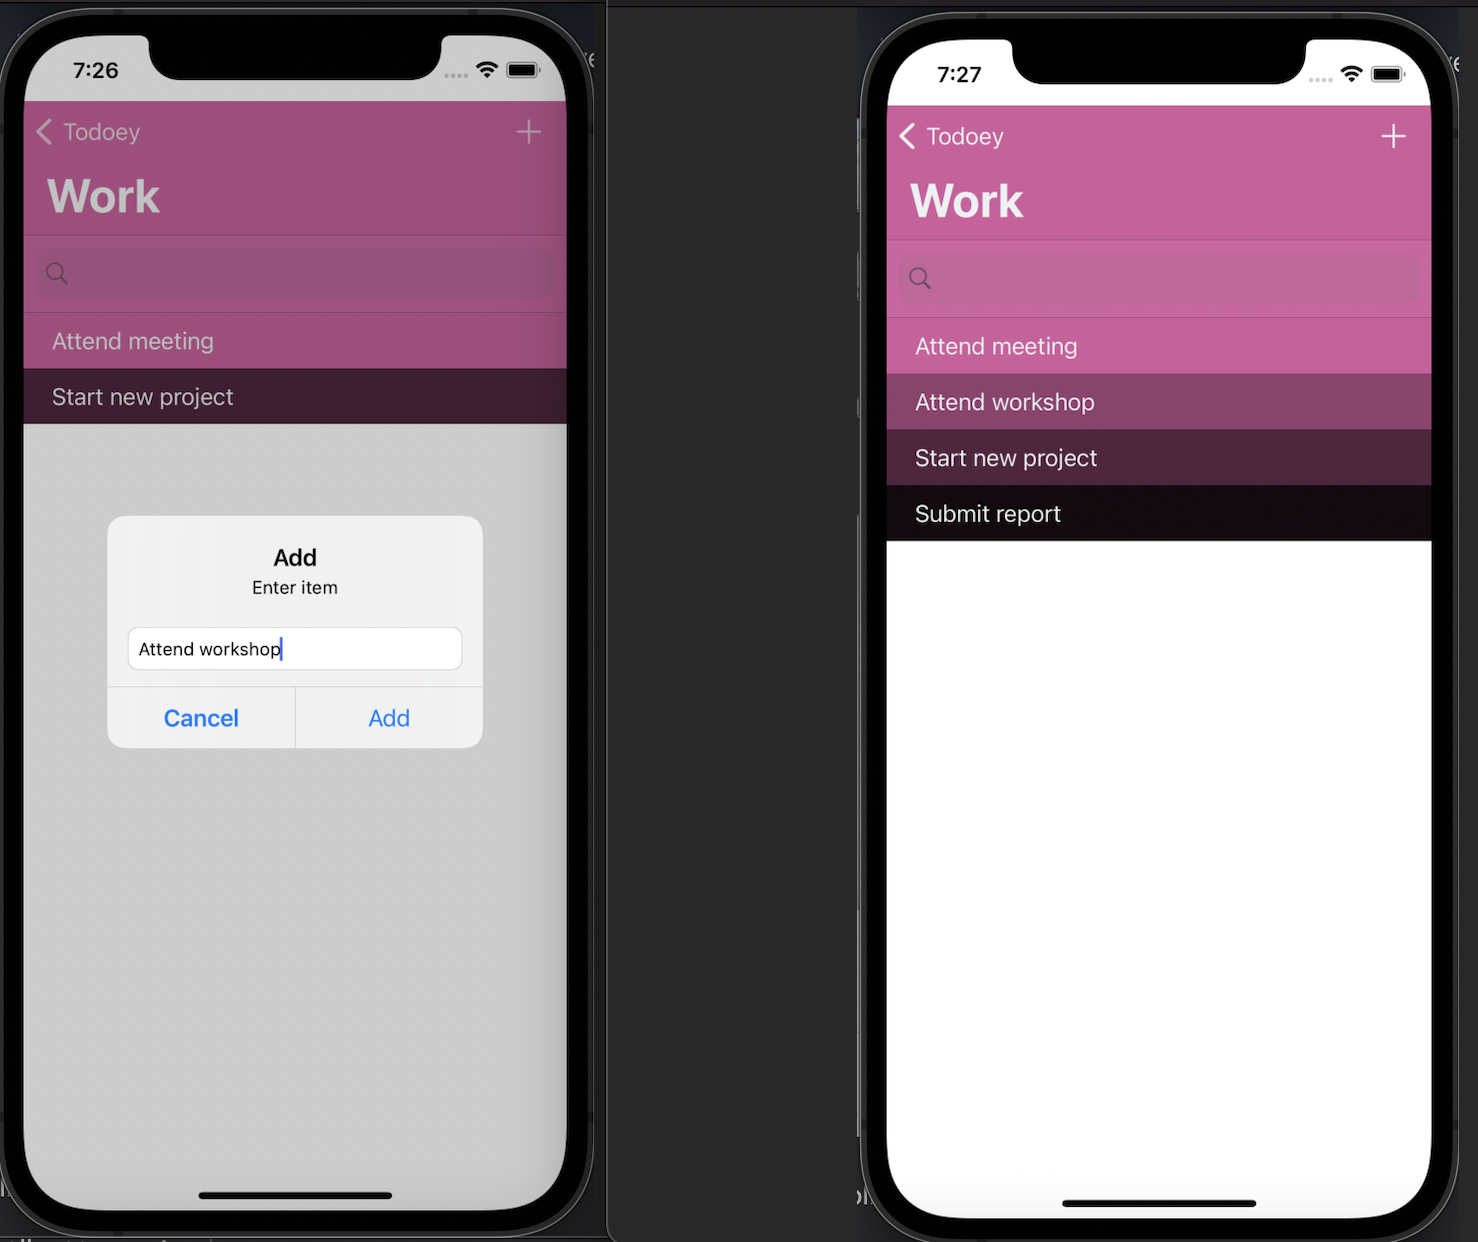 7:26
Todoey
Work
Attend meeting
Start new project
Add
Enter item
Attend workshop
Cancel
Add
7:27
Todoey
Work
Attend meeting
Attend workshop
Start new project
Submit report